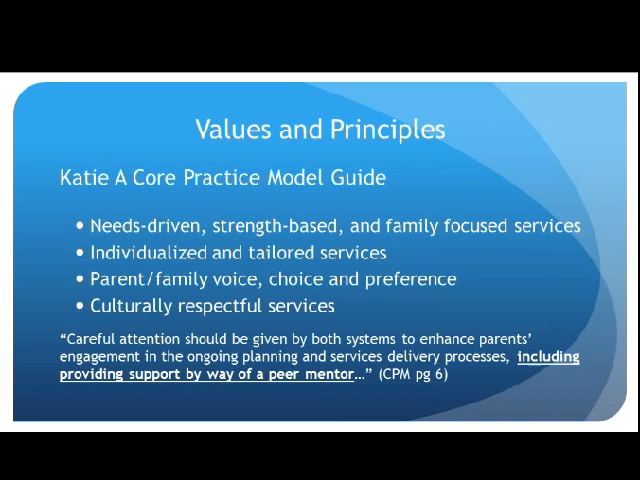 Values and Principles
Katie A Core Practice Model Guide
• Needs-driven, strength-based, and family focused services
• Individualized and tailored services
• Parent/family voice, choice and preference
• Culturally respectful services
“Careful attention should be given by both systems to enhance parents’
engagement in the ongoing planning and services delivery processes, including
providing support by way of a peer mentor…” (CPM pg 6)